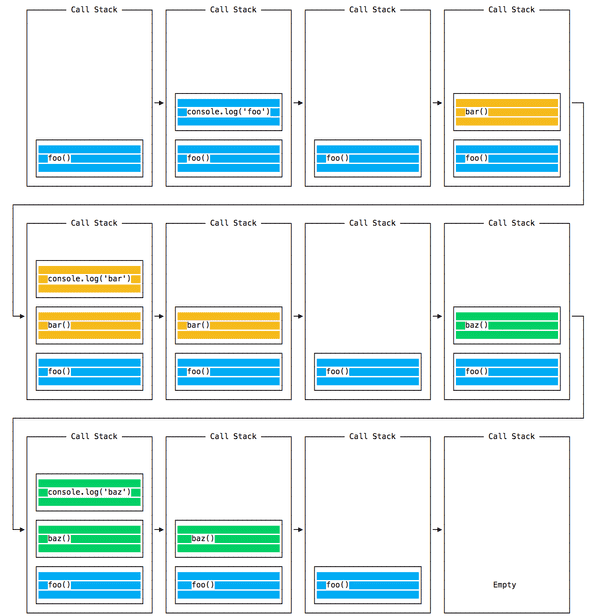 Call Stack
Call Stack
Call Stack
Call Stack
console.log('foo')
bar()
foo()
foo()
foo()
foo()
Call Stack
Call Stack
Call Stack
Call Stack
console.log('bar')
bar()
bar()
baz()
foo()
foo()
foo()
foo()
Call Stack
Call Stack
Call Stack
Call Stack
console.log('baz')
baz()
baz()
foo()
foo()
foo()
Empty